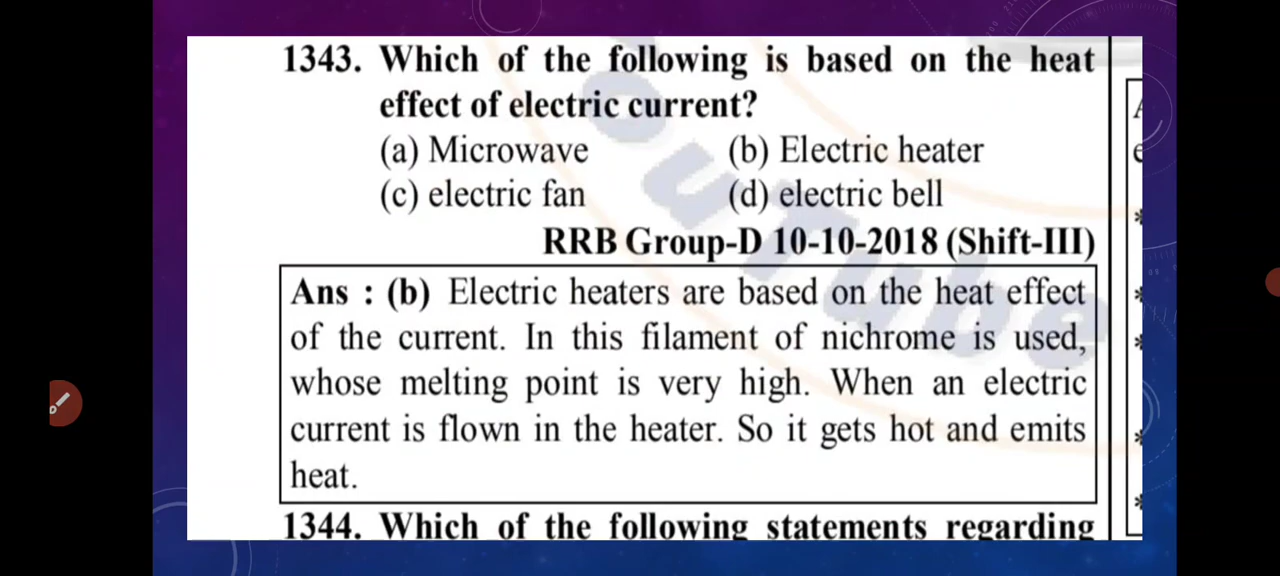 1343. Which of the following is based on the heat
effect of electric current?
(a) Microwave (b) Electric heater
(c) electric fan (d) electric bell
RRB Group-D 10-10-2018 (Shift-III)
Ans : (b) Electric heaters are based on the heat effect
of the current. In this filament of nichrome is used,
whose melting point is very high. When an electric
current is flown in the heater. So it gets hot and emits
heat.
1344. Which of the following statements regarding